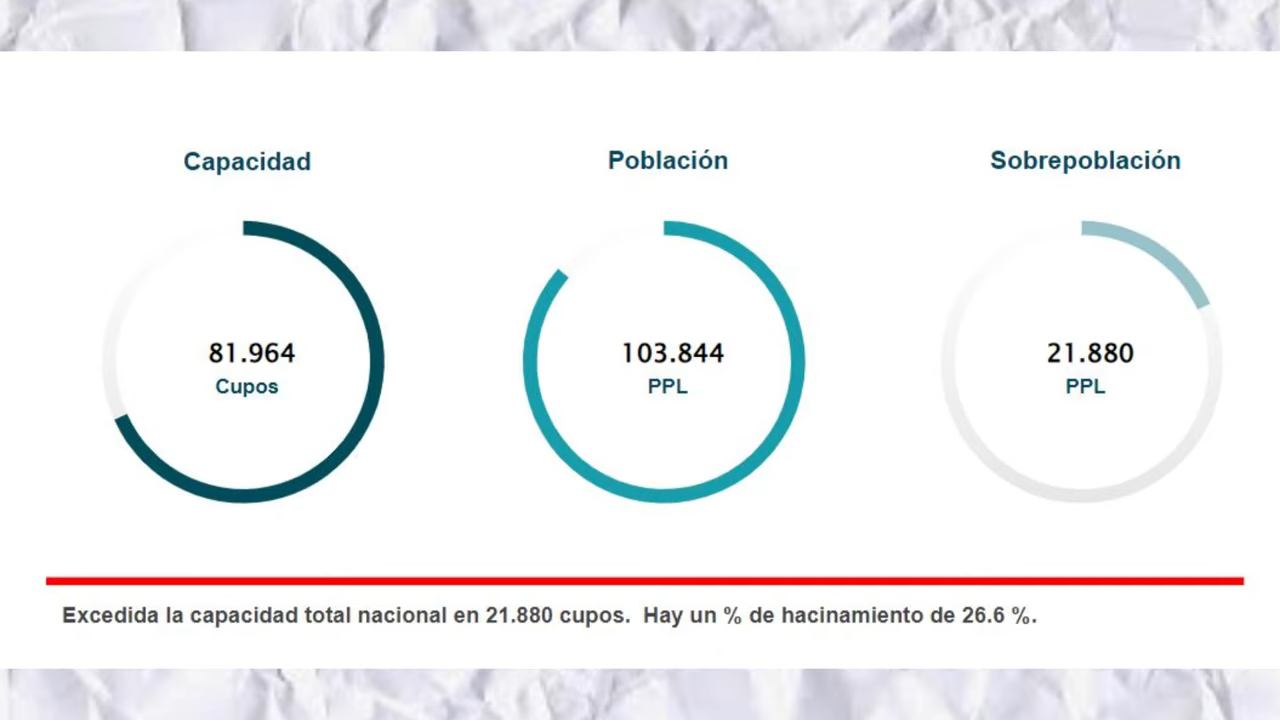 Capacidad
Población
Sobrepoblación
81.964
Cupos
103.844
PPL
21.880
PPL
Excedida la capacidad total nacional en 21.880 cupos.  Hay un % de hacinamiento de 26.6 %.